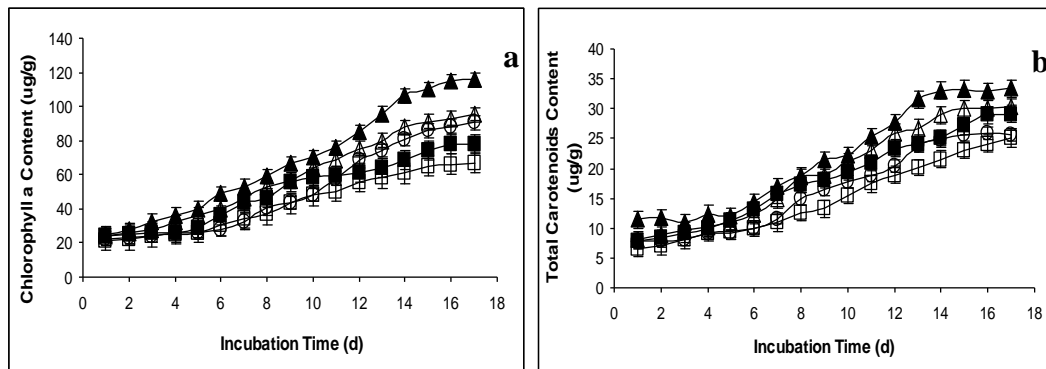 a
Chlorophyll a Content (ug/g)
140
120
100
80
60
40
20
0
0 2 4 6 8 10 12 14 16 18
Incubation Time (d)
b
Total Carotenoids Content
(ug/g)
40
35
30
25
20
15
10
5
0
0 2 4 6 8 10 12 14 16 18
Incubation Time (d)